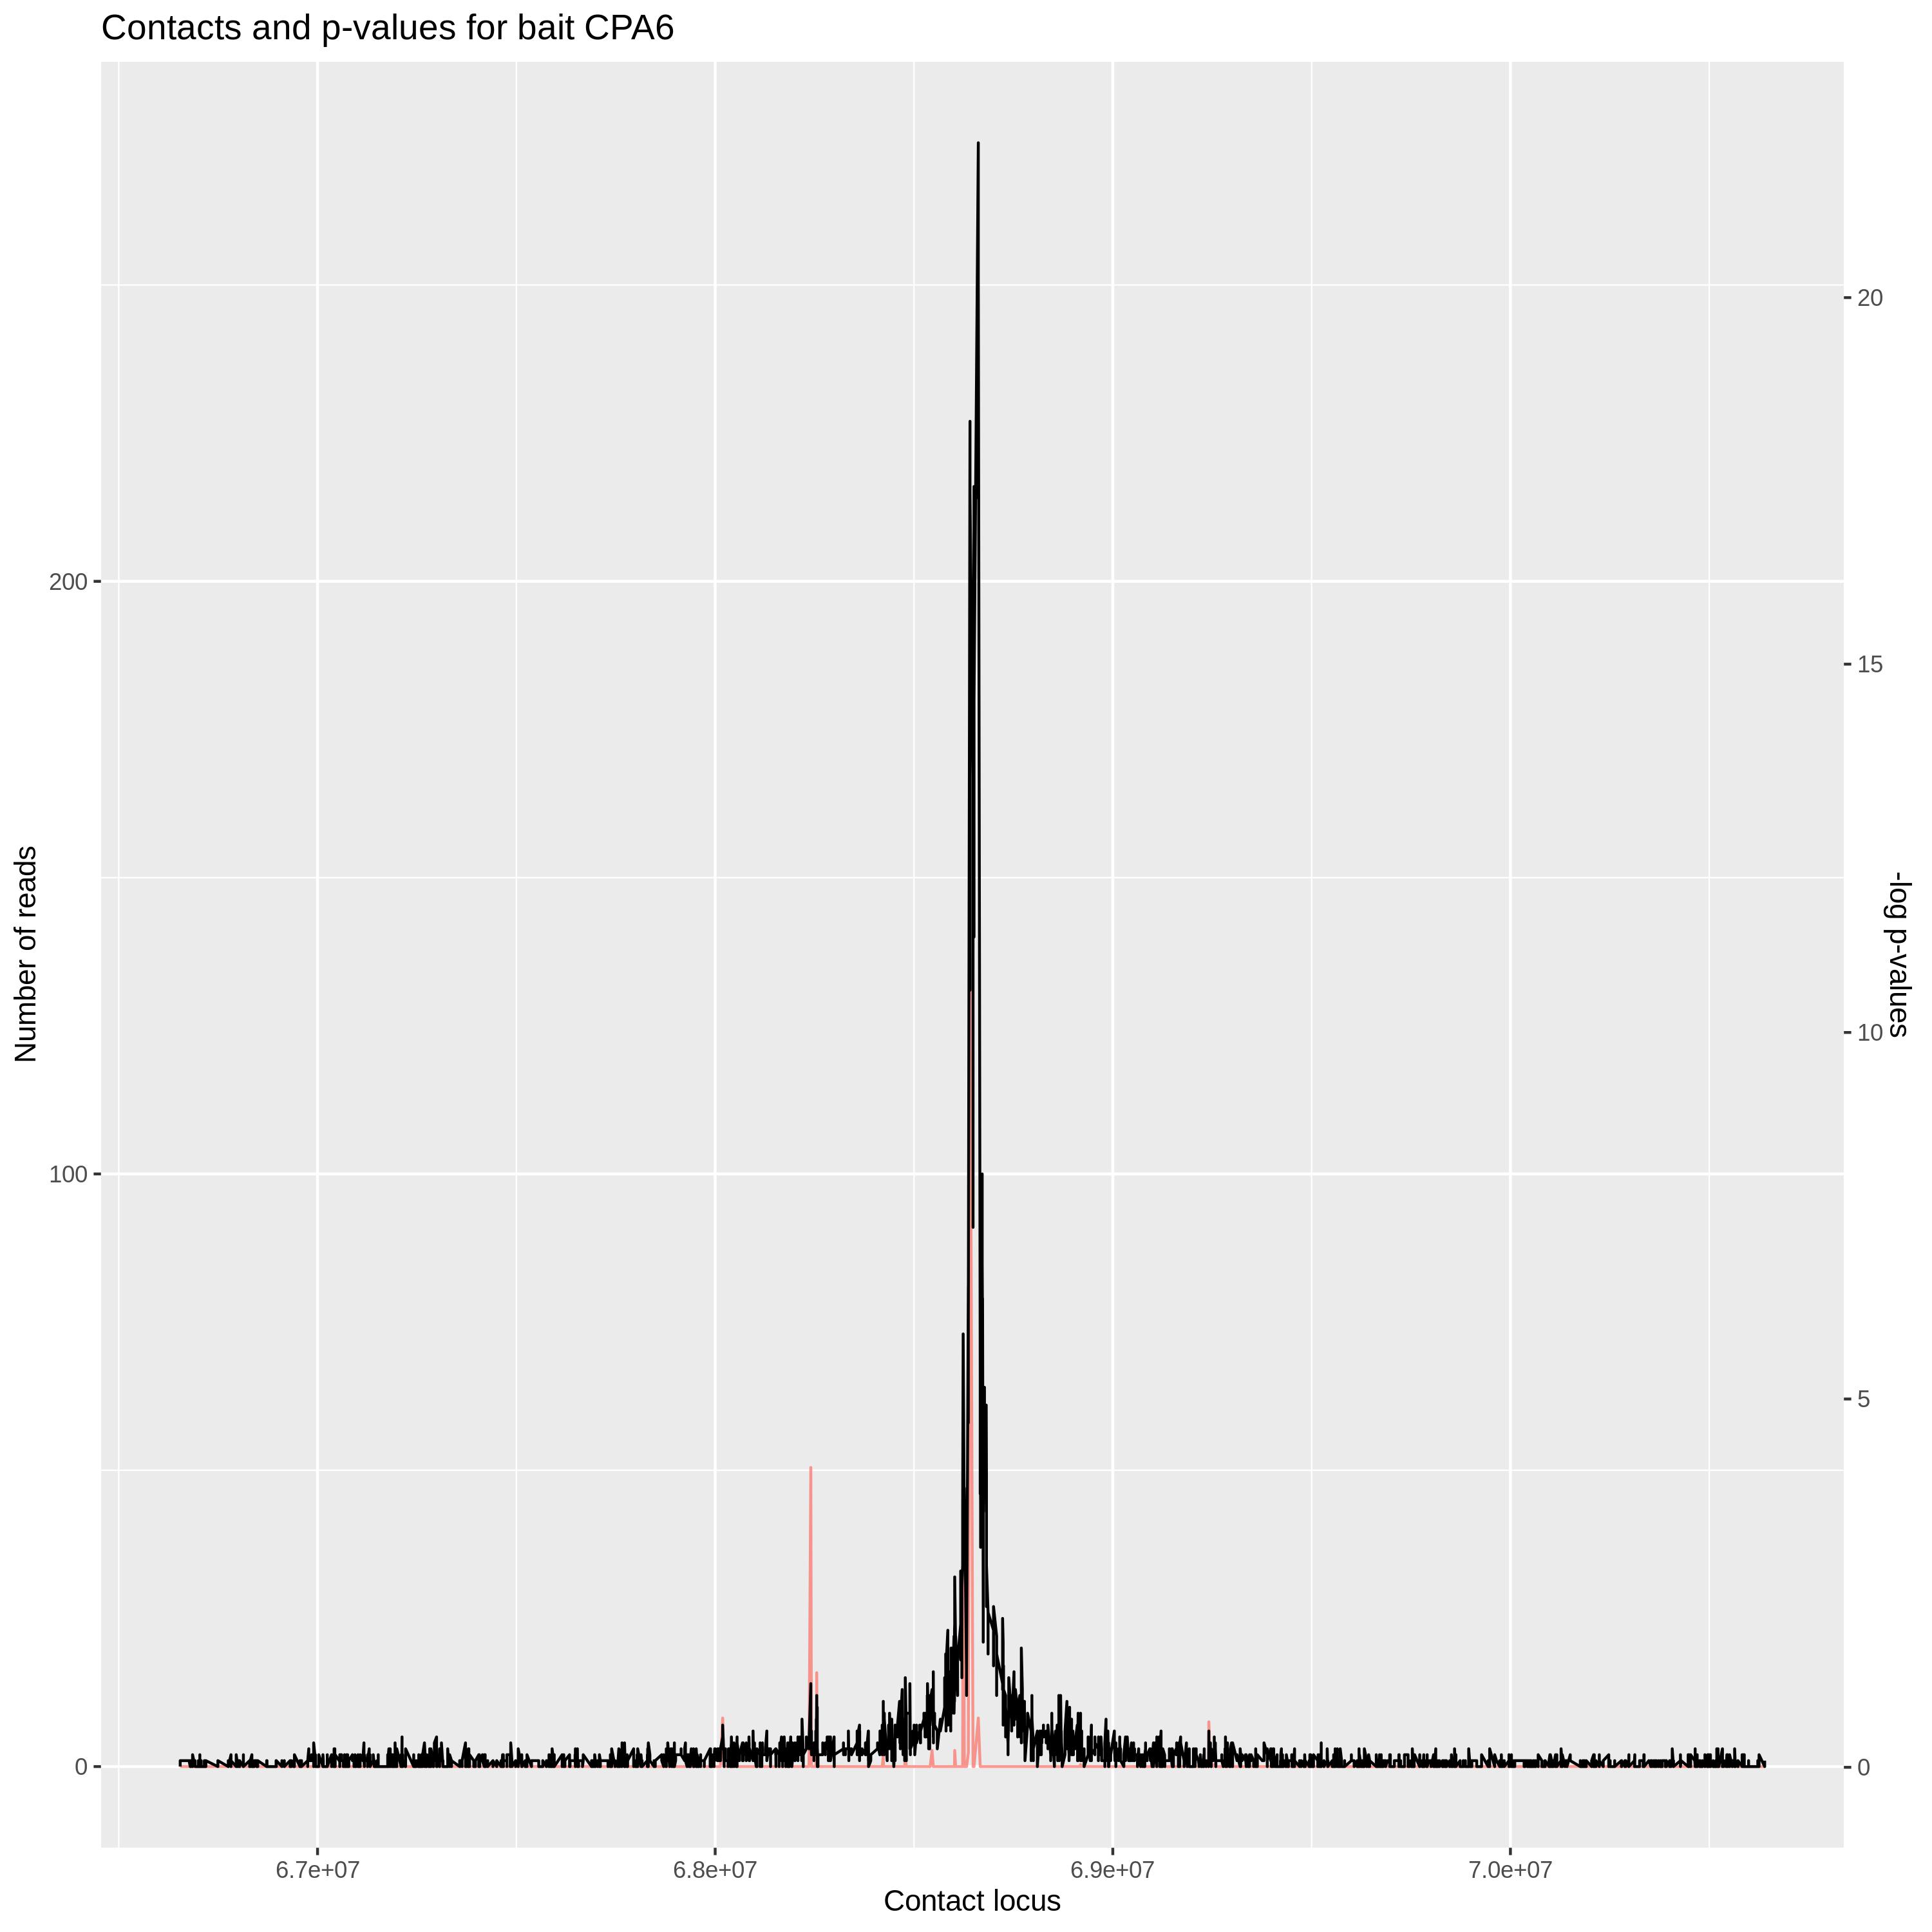 Contacts and p-values for bait CPA6
Number of reads
200
100
0
20
15
10
5
0
-log p-values
6.7e+07
6.8e+07
6.9e+07
7.0e+07
Contact locus